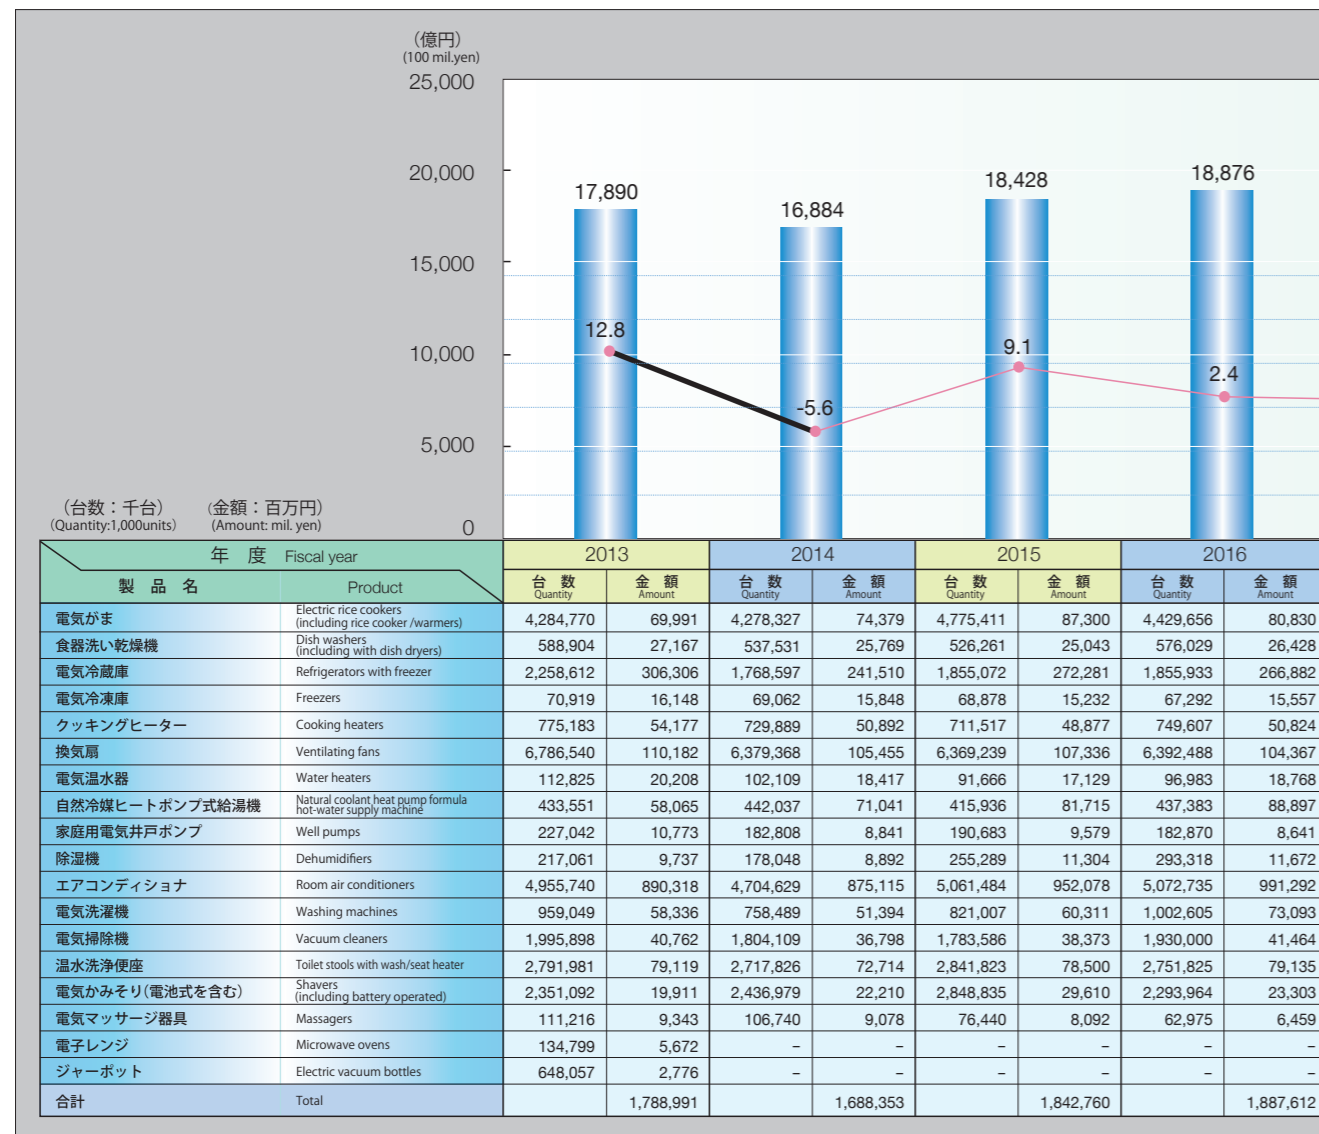 （億円）
(100 mil.yen)
25,000
20,000
15,000
10,000
5,000
0
17,890
16,884
18,428
18,876
12.8
-5.6
9.1
2.4
（台数：千台） （金額：百万円）
（Quantity:1,000units） (Amount: mil. yen)
年 度 Fiscal year 2013 2014 2015 2016
製 品 名 Product 台 数 金 額 台 数 金 額 台 数 金 額 台 数 金 額
Quantity Amount Quantity Amount Quantity Amount Quantity Amount
電気がま Electric rice cookers (including rice cooker /warmers) 4,284,770 69,991 4,278,327 74,379 4,775,411 87,300 4,429,656 80,830
食器洗い乾燥機 Dish washers (including with dish dryers) 588,904 27,167 537,531 25,769 526,261 25,043 576,029 26,428
電気冷蔵庫 Refrigerators with freezer 2,258,612 306,306 1,768,597 241,510 1,855,072 272,281 1,855,933 266,882
電気冷凍庫 Freezers 70,919 16,148 69,062 15,848 68,878 15,232 67,292 15,557
クッキングヒーター Cooking heaters 775,183 54,177 729,889 50,892 711,517 48,877 749,607 50,824
換気扇 Ventilating fans 6,786,540 110,182 6,379,368 105,455 6,369,239 107,336 6,392,488 104,367
電気温水器 Water heaters 112,825 20,208 102,109 18,417 91,666 17,129 96,983 18,768
自然冷媒ヒートポンプ式給湯機 Natural coolant heat pump formula hot-water supply machine 433,551 58,065 442,037 71,041 415,936 81,715 437,383 88,897
家庭用電気井戸ポンプ Well pumps 227,042 10,773 182,808 8,841 190,683 9,579 182,870 8,641
除湿機 Dehumidifiers 217,061 9,737 178,048 8,892 255,289 11,304 293,318 11,672
エアコンディショナ Room air conditioners 4,955,740 890,318 4,704,629 875,115 5,061,484 952,078 5,072,735 991,292
電気洗濯機 Washing machines 959,049 58,336 758,489 51,394 821,007 60,311 1,002,605 73,093
電気掃除機 Vacuum cleaners 1,995,898 40,762 1,804,109 36,798 1,783,586 38,373 1,930,000 41,464
温水洗浄便座 Toilet stools with wash/seat heater 2,791,981 79,119 2,717,826 72,714 2,841,823 78,500 2,751,825 79,135
電気かみそり（電池式を含む） Shavers (including battery operated) 2,351,092 19,911 2,436,979 22,210 2,848,835 29,610 2,293,964 23,303
電気マッサージ器具 Massagers 111,216 9,343 106,740 9,078 76,440 8,092 62,975 6,459
電子レンジ Microwave ovens 134,799 5,672 – – – – – –
ジャーポット Electric vacuum bottles 648,057 2,776 – – – – – –
合計 Total 1,788,991 1,688,353 1,842,760 1,887,612